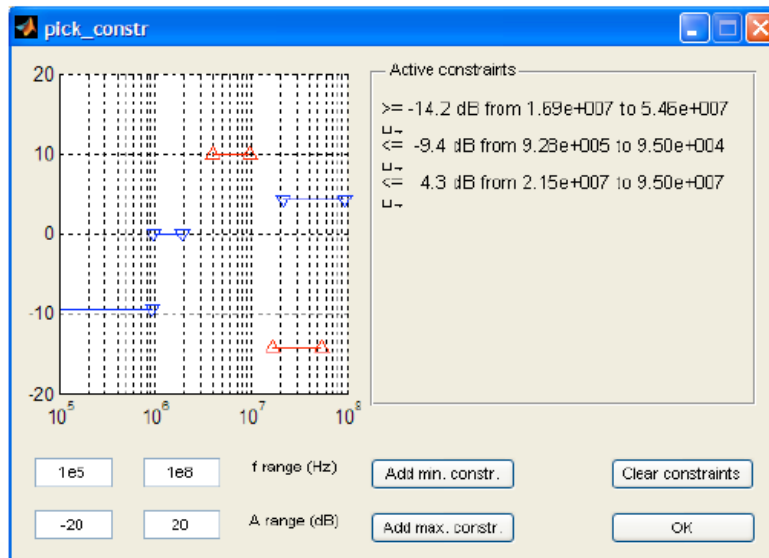 pick_constr
Active constraints
20
10
0
-10
-20
10^5
10^6
10^7
10^8
>= -14.2 dB from 1.69e+007 to 5.46e+007
<= -9.4 dB from 9.28e+005 to 9.50e+004
<= 4.3 dB from 2.15e+007 to 9.50e+007
1e5 1e8 f range (Hz) Add min. constr. Clear constraints
-20 20 A range (dB) Add max. constr. OK